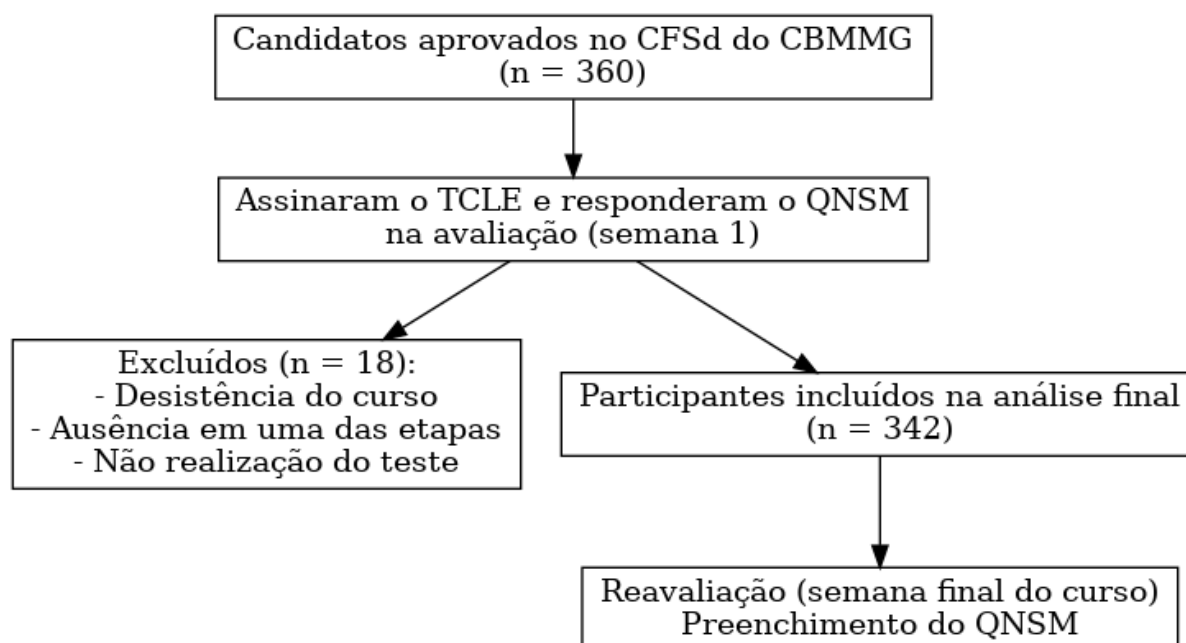 Candidatos aprovados no CFSd do CBMMG
(n = 360)
Assinaram o TCLE e responderam o QNSM
na avaliação (semana 1)
Excluídos (n = 18):
- Desistência do curso
- Ausência em uma das etapas
- Não realização do teste
Participantes incluídos na análise final
(n = 342)
Reavaliação (semana final do curso)
Preenchimento do QNSM